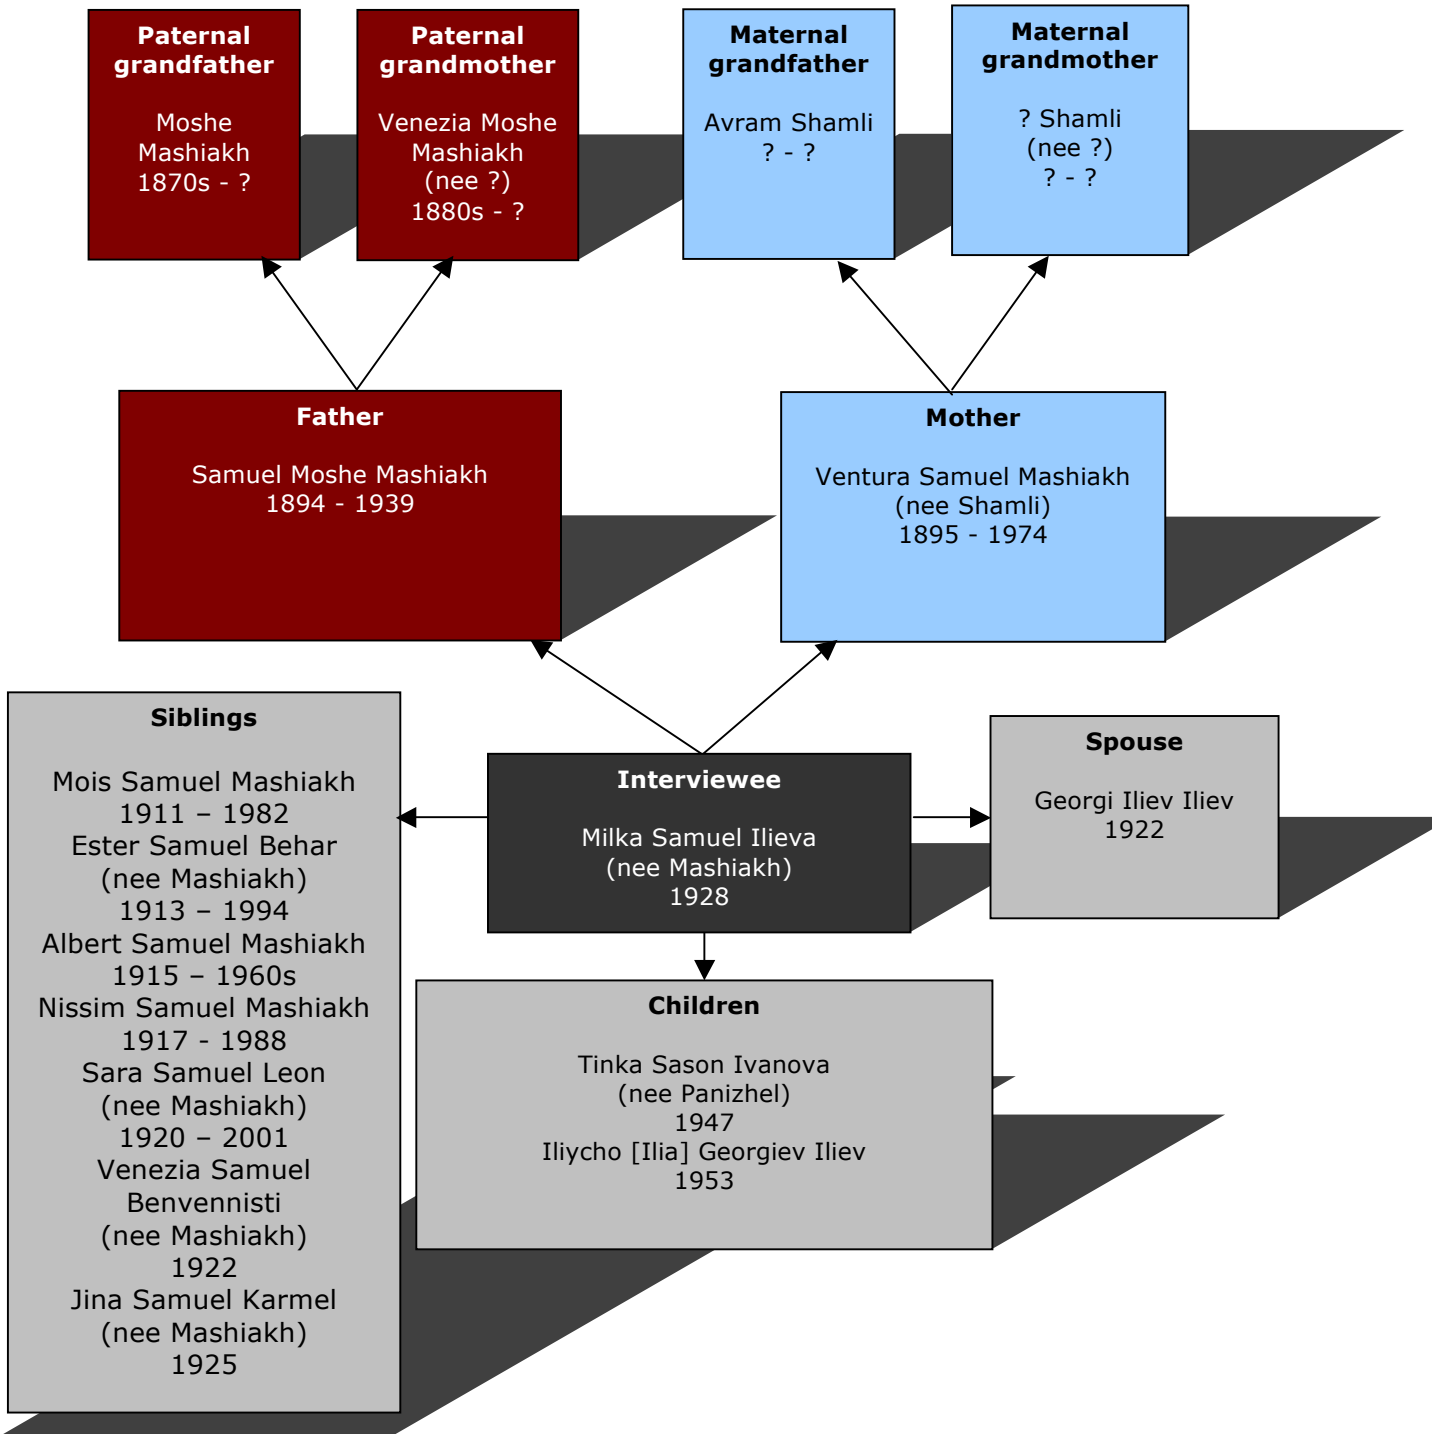 Paternal
grandfather
Moshe
Mashiakh
1870s - ?
Paternal
grandmother
Venezia Moshe
Mashiakh
(nee ?)
1880s - ?
Maternal
grandfather
Avram Shamli
? - ?
Maternal
grandmother
? Shamli
(nee ?)
? - ?
Father
Samuel Moshe Mashiakh
1894 - 1939
Mother
Ventura Samuel Mashiakh
(nee Shamli)
1895 - 1974
Siblings
Mois Samuel Mashiakh
1911 – 1982
Ester Samuel Behar
(nee Mashiakh)
1913 – 1994
Albert Samuel Mashiakh
1915 – 1960s
Nissim Samuel Mashiakh
1917 - 1988
Sara Samuel Leon
(nee Mashiakh)
1920 – 2001
Venezia Samuel
Benvennisti
(nee Mashiakh)
1922
Jina Samuel Karmel
(nee Mashiakh)
1925
Interviewee
Milka Samuel Ilieva
(nee Mashiakh)
1928
Spouse
Georgi Iliev Iliev
1922
Children
Tinka Sason Ivanova
(nee Panizhel)
1947
Iliycho [Ilia] Georgiev Iliev
1953